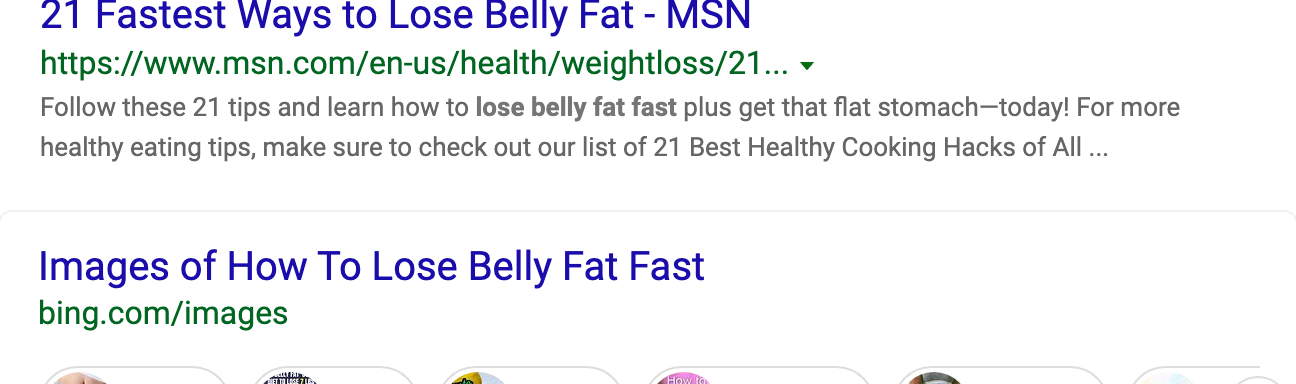 21 Fastest Ways to Lose Belly Fat - MSN
https://www.msn.com/en-us/health/weightloss/21...
Follow these 21 tips and learn how to lose belly fat fast plus get that flat stomach—today! For more
healthy eating tips, make sure to check out our list of 21 Best Healthy Cooking Hacks of All ...
Images of How To Lose Belly Fat Fast
bing.com/images
How to